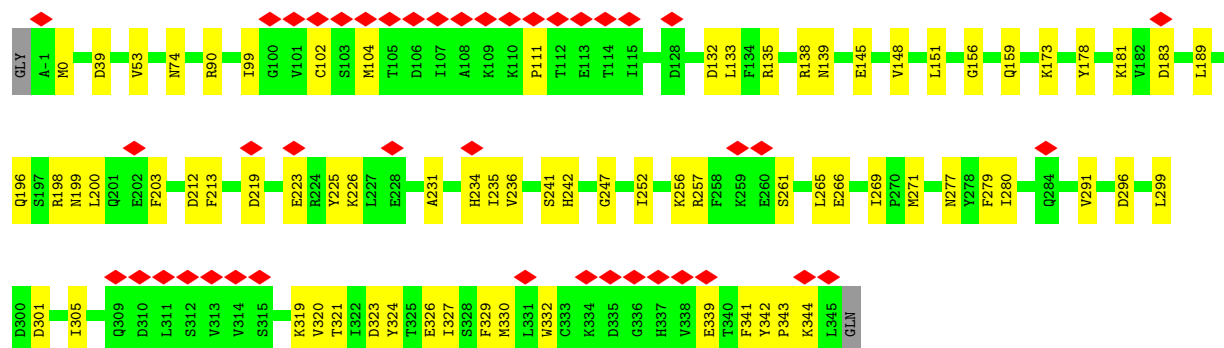 GLY A-1 M0 D39 V53 N74 R90 I99 G100 V101 C102 S103 M104 T105 D106 I107 A108 K109 K110 P111 T112 E113 T114 I115 D128 D132 L133 F134 R135 R138 N139 E145 V148 L151 G156 Q159 K173 Y178 K181 V182 D183 L189
Q196 S197 R198 N199 L200 Q201 E202 F203 D212 F213 D219 E223 R224 Y225 K226 L227 E228 A231 H234 I235 V236 S241 H242 G247 I252 K256 R257 F258 K259 E260 S261 L265 E266 I269 P270 M271 N277 Y278 F279 I280 Q284 V291 D296 L299
D300 D301 I305 Q309 D310 L311 S312 V313 V314 S315 K319 V320 T321 I322 D323 Y324 T325 E326 I327 S328 F329 M330 L331 W332 C333 K334 D335 G336 H337 V338 E339 T340 F341 Y342 P343 K344 L345 GLN